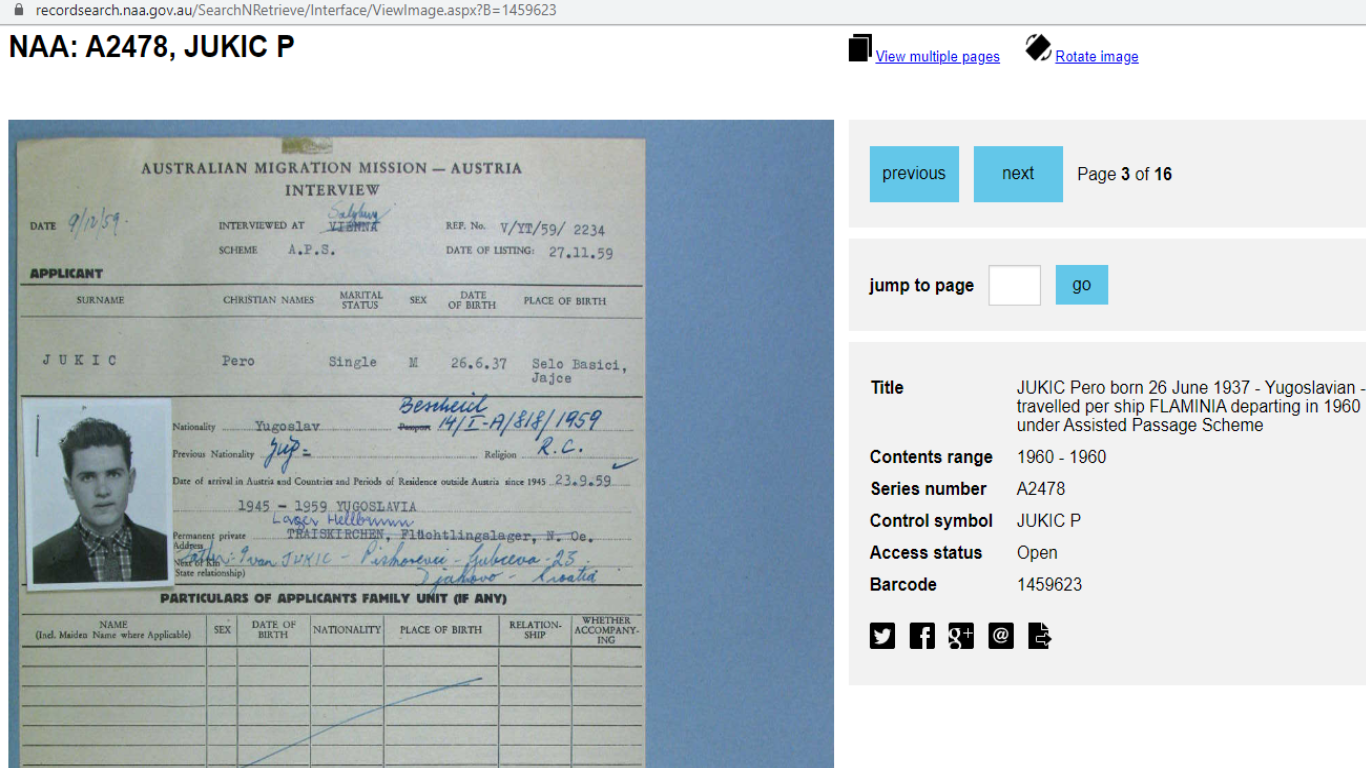 recordsearch.naa.gov.au/SearchNRetrieve/Interface/ViewImage.aspx?B=1459623
NAA: A2478, JUKIC P
View multiple pages
Rotate image
AUSTRALIAN MIGRATION MISSION — AUSTRIA
INTERVIEW
DATE 9/12/59.
INTERVIEWED AT VIENNA Salzburg
REF. No. V/YT/59/ 2234
SCHEME A.P.S.
DATE OF LISTING: 27.11.59
APPLICANT
SURNAME CHRISTIAN NAMES MARITAL STATUS SEX DATE OF BIRTH PLACE OF BIRTH
JUKIC Pero Single M 26.6.37 Selo Basici, Jajce
Bescheid
Nationality Yugoslav Passport 14/I-A/818/1959
Previous Nationality Jug= Religion R.C.
Date of arrival in Austria and Countries and Periods of Residence outside Austria since 1945 23.9.59
1945 - 1959 YUGOSLAVIA
Lager Hellbrunn
Permanent private Address TRAISKIRCHEN, Flüchtlingslager, N. Oe.
Next of Kin Father: Ivan JUKIC - Piskorevci - Gubceva - 23
State relationship) Djakovo - Croatia
PARTICULARS OF APPLICANTS FAMILY UNIT (IF ANY)
NAME (Incl. Maiden Name where Applicable) SEX DATE OF BIRTH NATIONALITY PLACE OF BIRTH RELATION-SHIP WHETHER ACCOMPANY-ING
previous next Page 3 of 16
jump to page go
Title JUKIC Pero born 26 June 1937 - Yugoslavian -
travelled per ship FLAMINIA departing in 1960
under Assisted Passage Scheme
Contents range 1960 - 1960
Series number A2478
Control symbol JUKIC P
Access status Open
Barcode 1459623